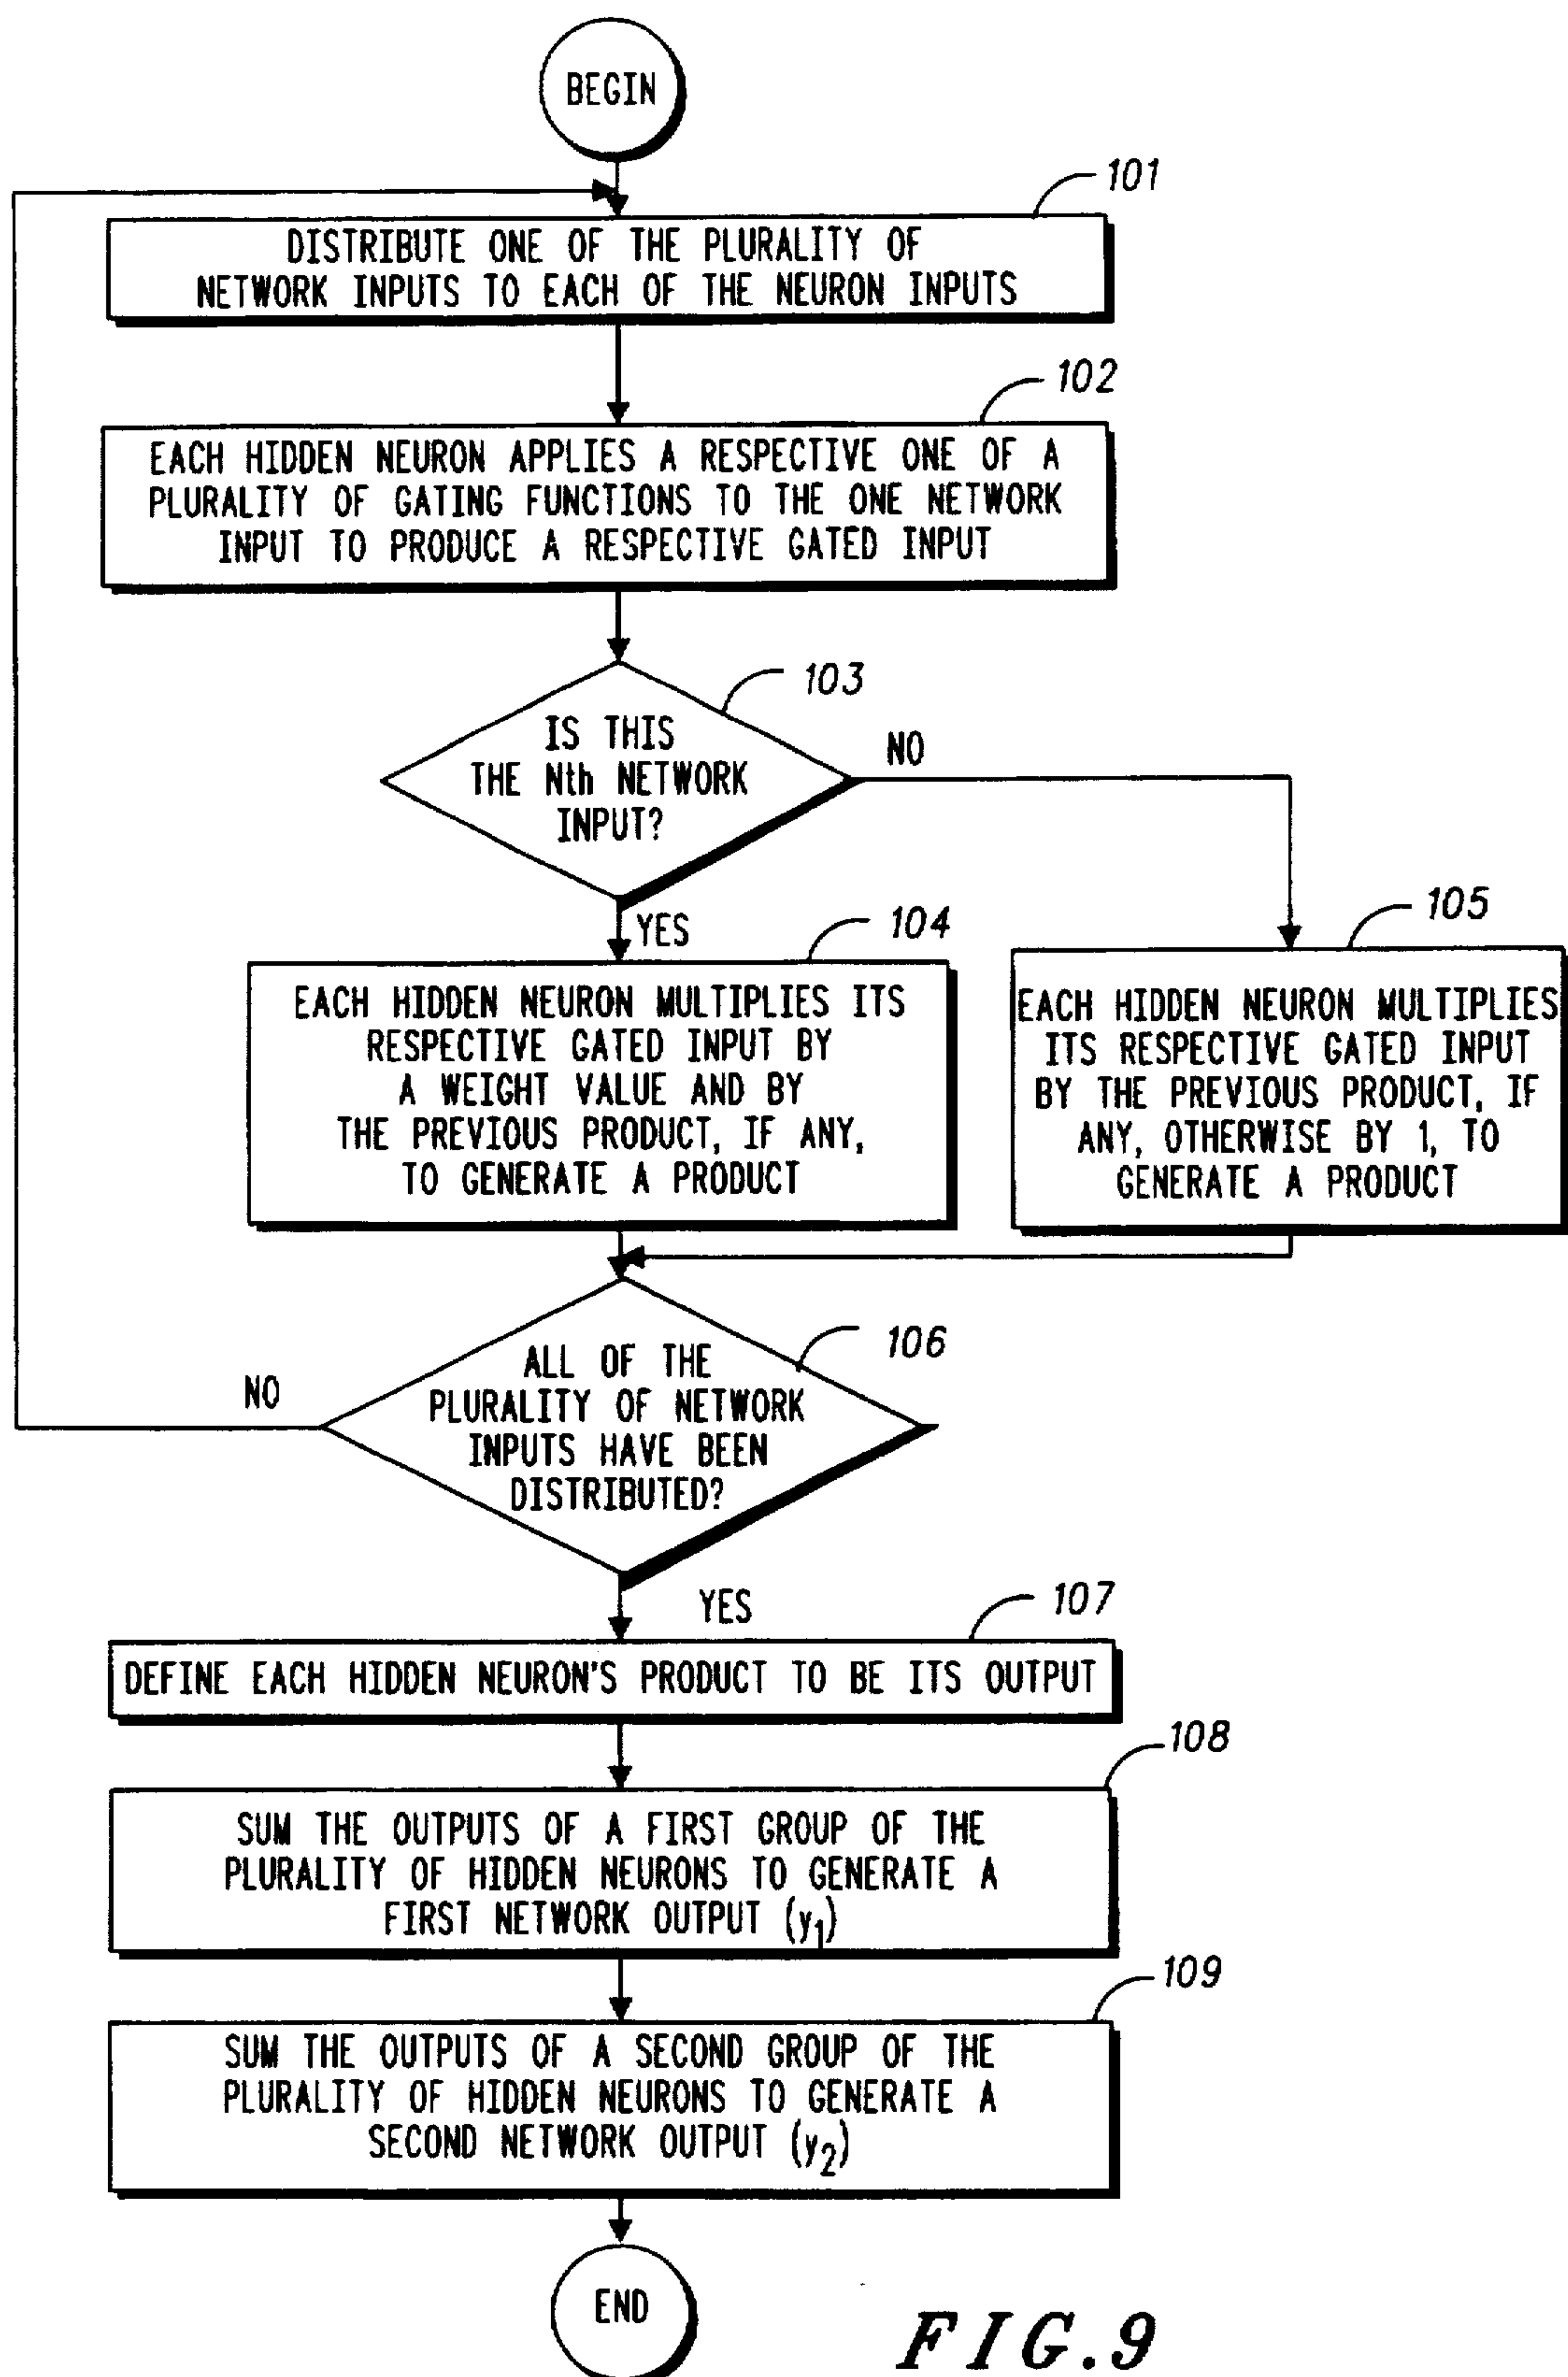 BEGIN
101
DISTRIBUTE ONE OF THE PLURALITY OF
NETWORK INPUTS TO EACH OF THE NEURON INPUTS
102
EACH HIDDEN NEURON APPLIES A RESPECTIVE ONE OF A
PLURALITY OF GATING FUNCTIONS TO THE ONE NETWORK
INPUT TO PRODUCE A RESPECTIVE GATED INPUT
103
IS THIS
THE Nth NETWORK
INPUT?
NO
YES
104
EACH HIDDEN NEURON MULTIPLIES ITS
RESPECTIVE GATED INPUT BY
A WEIGHT VALUE AND BY
THE PREVIOUS PRODUCT, IF ANY,
TO GENERATE A PRODUCT
105
EACH HIDDEN NEURON MULTIPLIES
ITS RESPECTIVE GATED INPUT
BY THE PREVIOUS PRODUCT, IF
ANY, OTHERWISE BY 1, TO
GENERATE A PRODUCT
106
ALL OF THE
PLURALITY OF NETWORK
INPUTS HAVE BEEN
DISTRIBUTED?
NO
YES
107
DEFINE EACH HIDDEN NEURON'S PRODUCT TO BE ITS OUTPUT
108
SUM THE OUTPUTS OF A FIRST GROUP OF THE
PLURALITY OF HIDDEN NEURONS TO GENERATE A
FIRST NETWORK OUTPUT (y1)
109
SUM THE OUTPUTS OF A SECOND GROUP OF THE
PLURALITY OF HIDDEN NEURONS TO GENERATE A
SECOND NETWORK OUTPUT (y2)
END
FIG.9